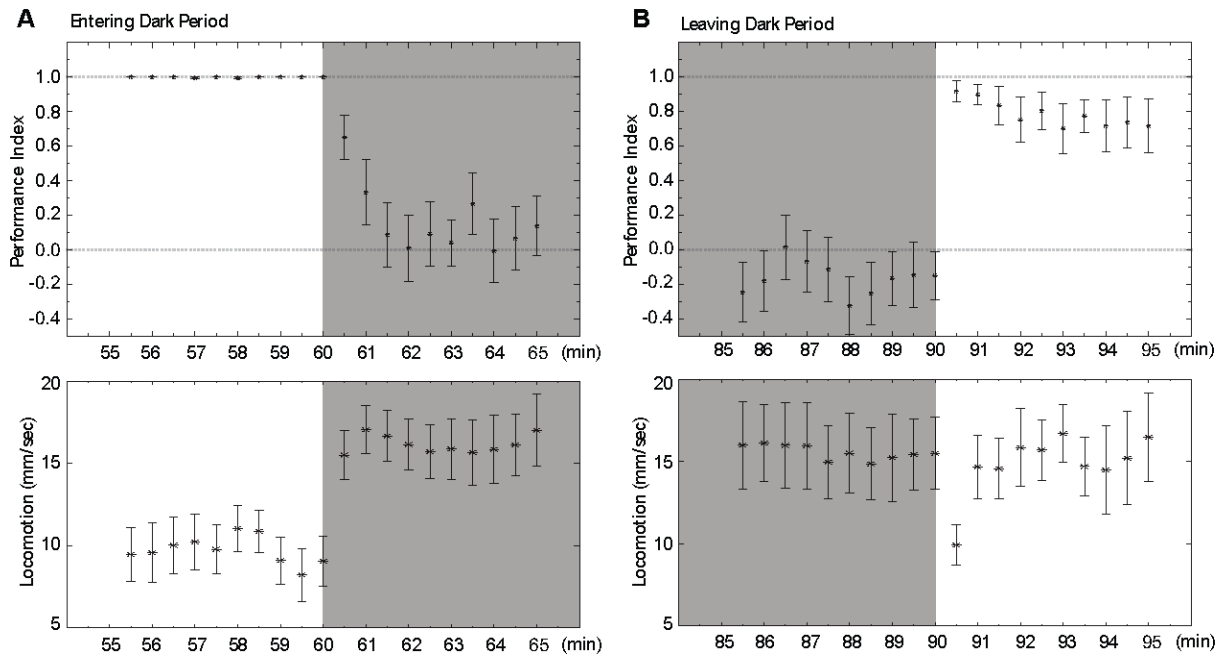 A Entering Dark Period
Performance Index
1.0
0.8
0.6
0.4
0.2
0.0
-0.2
-0.4
55 56 57 58 59 60 61 62 63 64 65 (min)
Locomotion (mm/sec)
20
15
10
5
55 56 57 58 59 60 61 62 63 64 65 (min)
B Leaving Dark Period
Performance Index
1.0
0.8
0.6
0.4
0.2
0.0
-0.2
-0.4
85 86 87 88 89 90 91 92 93 94 95 (min)
Locomotion (mm/sec)
20
15
10
5
85 86 87 88 89 90 91 92 93 94 95 (min)